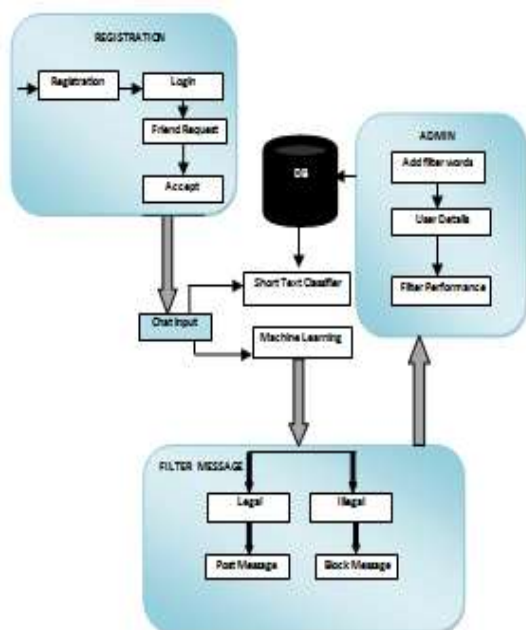 REGISTRATION
Registration
Login
Friend Request
Accept
DB
ADMIN
Add filter words
User Details
Filter Performance
Short Text Classifier
Chat Input
Machine Learning
FILTER MESSAGE
Legal
Illegal
Post Message
Block Message